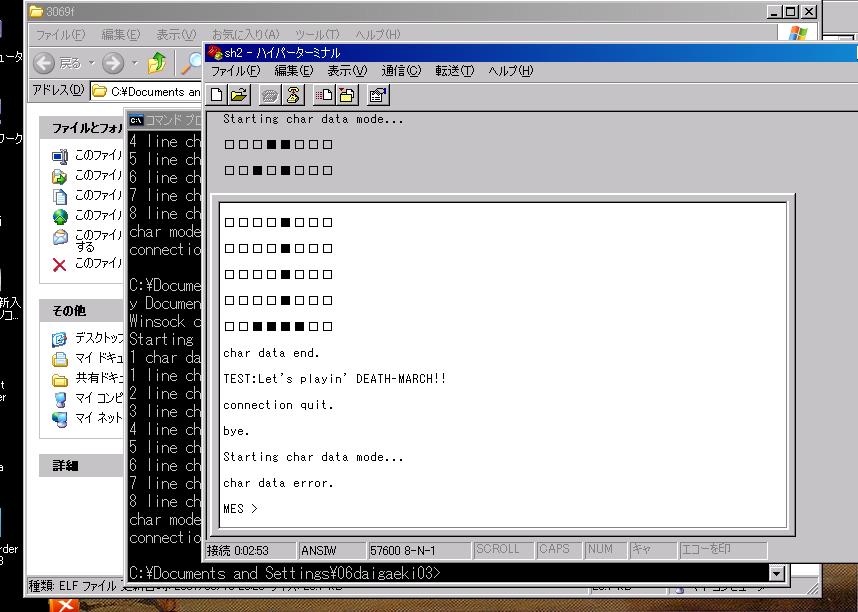 3069f
ファイル(F) 編集(E) 表示(V) お気に入り(A) ツール(T) ヘルプ(H)
戻る
アドレス(D) C:¥Documents an
ファイルとフォル
このファイル
このファイル
このファイル
このファイル
このファイル
する
このファイル
その他
デスクトップ
マイ ドキュ
共有ドキュ
マイ コンピ
マイ ネット
詳細
種類: ELF ファイル
コマンド プロ
4 line ch
5 line ch
6 line ch
7 line ch
8 line ch
char mode
connectio
C:¥Docume
y Documen
Winsock c
Starting
1 char da
1 line ch
2 line ch
3 line ch
4 line ch
5 line ch
6 line ch
7 line ch
8 line ch
char mode
connectio
C:¥Documents and Settings¥06daigaeki03>
sh2 - ハイパーターミナル
ファイル(F) 編集(E) 表示(V) 通信(C) 転送(T) ヘルプ(H)
Starting char data mode...
□□□■■□□□
□□■□■□□□
□□□□■□□□
□□□□■□□□
□□□□■□□□
□□□□■□□□
□□■■■■□□
char data end.
TEST:Let's playin' DEATH-MARCH!!
connection quit.
bye.
Starting char data mode...
char data error.
MES >
接続 0:02:53 ANSIW 57600 8-N-1 SCROLL CAPS NUM キャ エコーを印